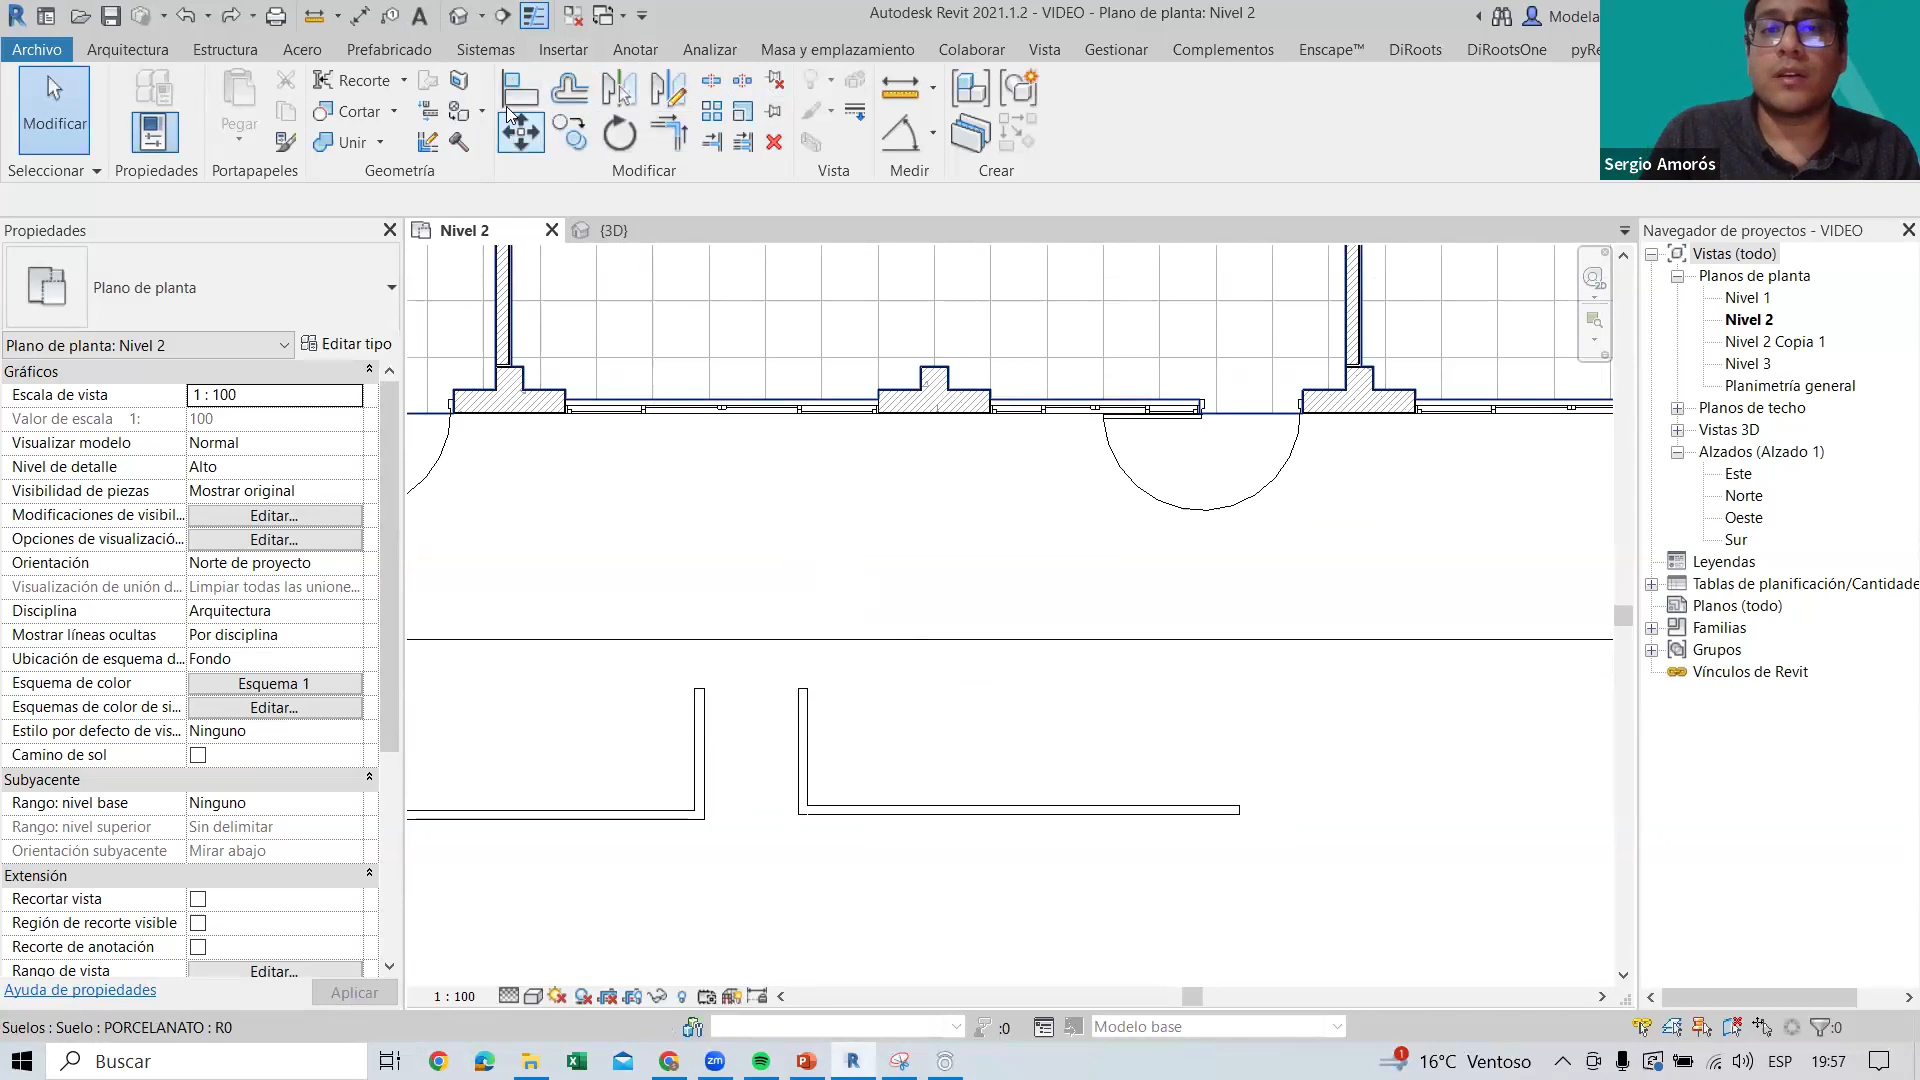 Autodesk Revit 2021.1.2 - VIDEO - Plano de planta: Nivel 2
Modela
Archivo
Arquitectura
Estructura
Acero
Prefabricado
Sistemas
Insertar
Anotar
Analizar
Masa y emplazamiento
Colaborar
Vista
Gestionar
Complementos
Enscape™
DiRoots
DiRootsOne
pyRe
Modificar
Pegar
Recorte
Cortar
Unir
Seleccionar
Propiedades
Portapapeles
Geometría
Modificar
Vista
Medir
Crear
Sergio Amorós
Propiedades
Plano de planta
Plano de planta: Nivel 2
Editar tipo
Gráficos
Escala de vista 1 : 100
Valor de escala 1: 100
Visualizar modelo Normal
Nivel de detalle Alto
Visibilidad de piezas Mostrar original
Modificaciones de visibil... Editar...
Opciones de visualizació... Editar...
Orientación Norte de proyecto
Visualización de unión d... Limpiar todas las unione...
Disciplina Arquitectura
Mostrar líneas ocultas Por disciplina
Ubicación de esquema d... Fondo
Esquema de color Esquema 1
Esquemas de color de si... Editar...
Estilo por defecto de vis... Ninguno
Camino de sol
Subyacente
Rango: nivel base Ninguno
Rango: nivel superior Sin delimitar
Orientación subyacente Mirar abajo
Extensión
Recortar vista
Región de recorte visible
Recorte de anotación
Rango de vista Editar...
Ayuda de propiedades
Aplicar
Nivel 2
{3D}
2D
1 : 100
Navegador de proyectos - VIDEO
Vistas (todo)
Planos de planta
Nivel 1
Nivel 2
Nivel 2 Copia 1
Nivel 3
Planimetría general
Planos de techo
Vistas 3D
Alzados (Alzado 1)
Este
Norte
Oeste
Sur
Leyendas
Tablas de planificación/Cantidade
Planos (todo)
Familias
Grupos
Vínculos de Revit
Suelos : Suelo : PORCELANATO : R0
:0
Modelo base
:0
Buscar
zm
1
16°C Ventoso
ESP
19:57